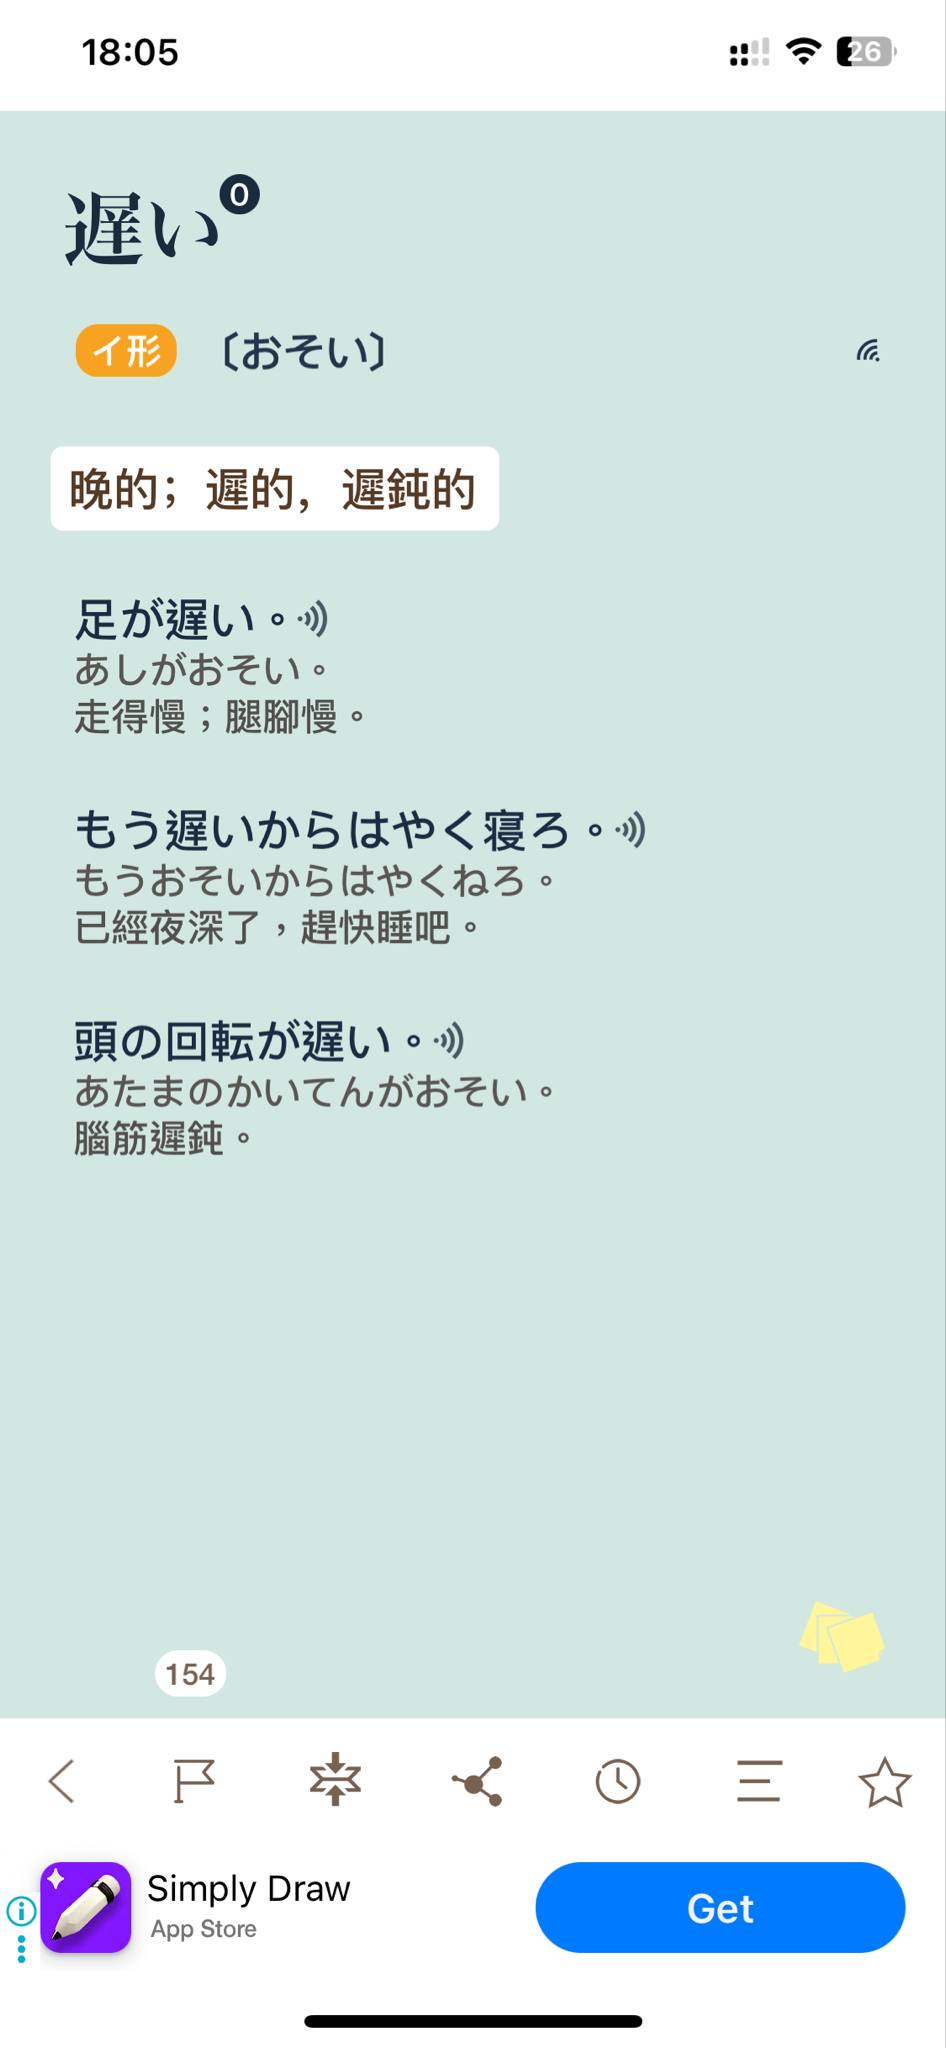 18:05
26
遅い0
イ形 〔おそい〕
晚的；遲的，遲鈍的
足が遅い。
あしがおそい。
走得慢；腿腳慢。
もう遅いからはやく寝ろ。
もうおそいからはやくねろ。
已經夜深了，趕快睡吧。
頭の回転が遅い。
あたまのかいてんがおそい。
腦筋遲鈍。
154
Simply Draw
App Store
Get